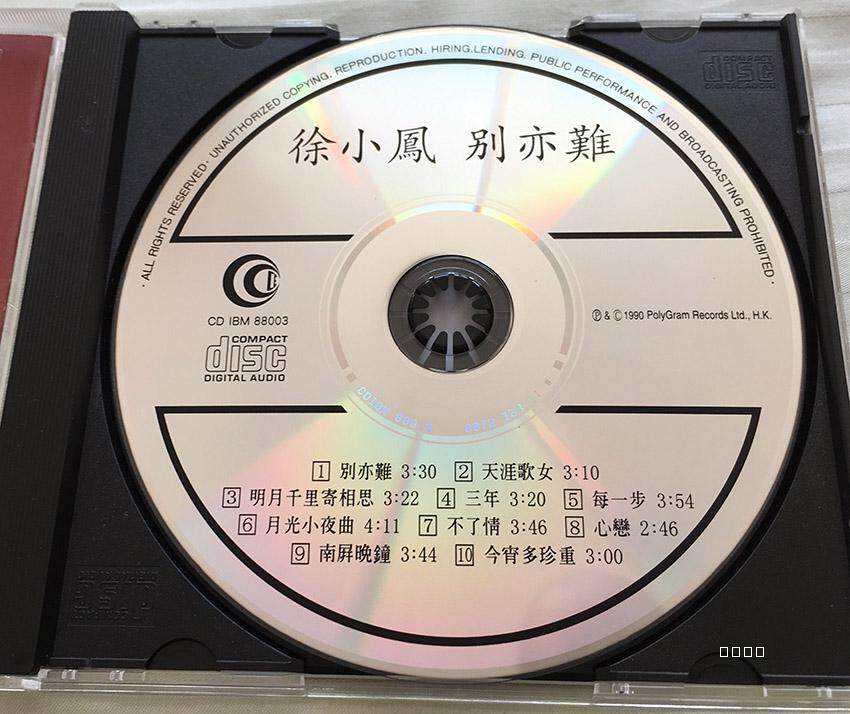 · ALL RIGHTS RESERVED · UNAUTHORIZED COPYING. REPRODUCTION. HIRING.LENDING. PUBLIC PERFORMANCE AND BROADCASTING PROHIBITED ·
COMPACT
disc
DIGITAL AUDIO
徐小鳳 別亦難
CD IBM 88003
COMPACT
disc
DIGITAL AUDIO
Ⓟ & Ⓒ 1990 PolyGram Records Ltd., H.K.
1 別亦難 3:30 2 天涯歌女 3:10
3 明月千里寄相思 3:22 4 三年 3:20 5 每一步 3:54
6 月光小夜曲 4:11 7 不了情 3:46 8 心戀 2:46
9 南屏晚鐘 3:44 10 今宵多珍重 3:00